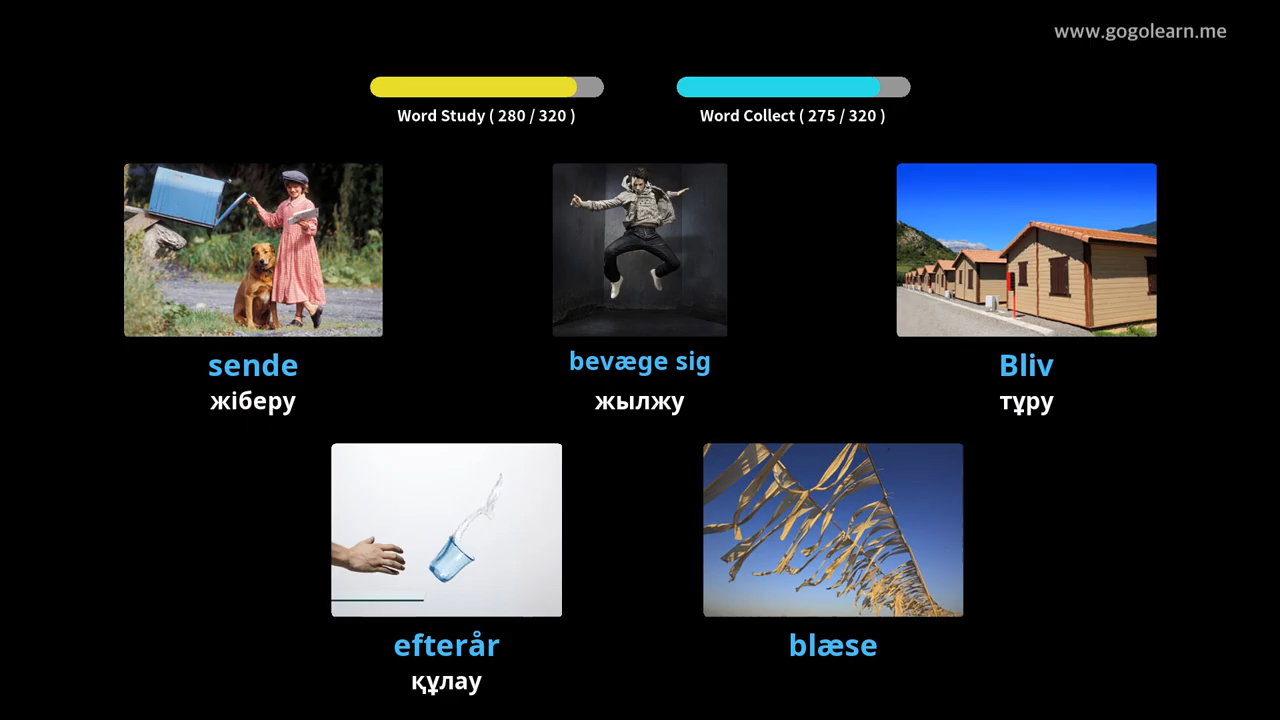 www.gogolearn.me
Word Study ( 280 / 320 )
Word Collect ( 275 / 320 )
sende
жіберу
bevæge sig
жылжу
Bliv
тұру
efterår
құлау
blæse